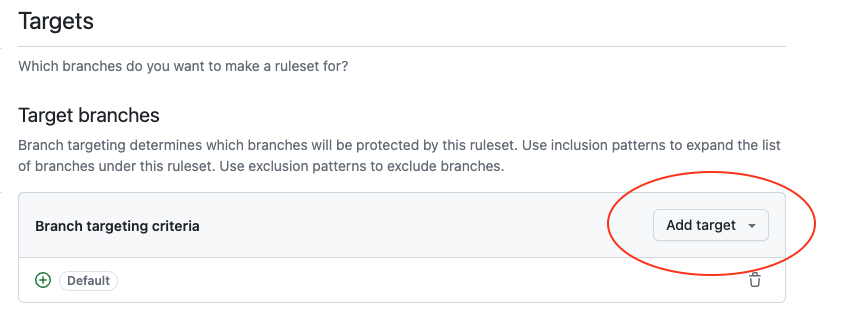 Targets
Which branches do you want to make a ruleset for?
Target branches
Branch targeting determines which branches will be protected by this ruleset. Use inclusion patterns to expand the list
of branches under this ruleset. Use exclusion patterns to exclude branches.
Branch targeting criteria
Add target
Default